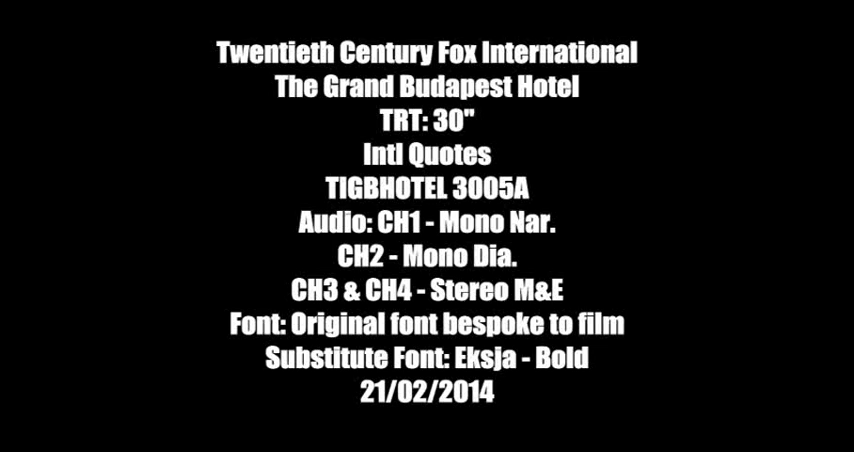 Twentieth Century Fox International
The Grand Budapest Hotel
TRT: 30"
Intl Quotes
TIGBHOTEL 3005A
Audio: CH1 - Mono Nar.
CH2 - Mono Dia.
CH3 & CH4 - Stereo M&E
Font: Original font bespoke to film
Substitute Font: Eksja - Bold
21/02/2014